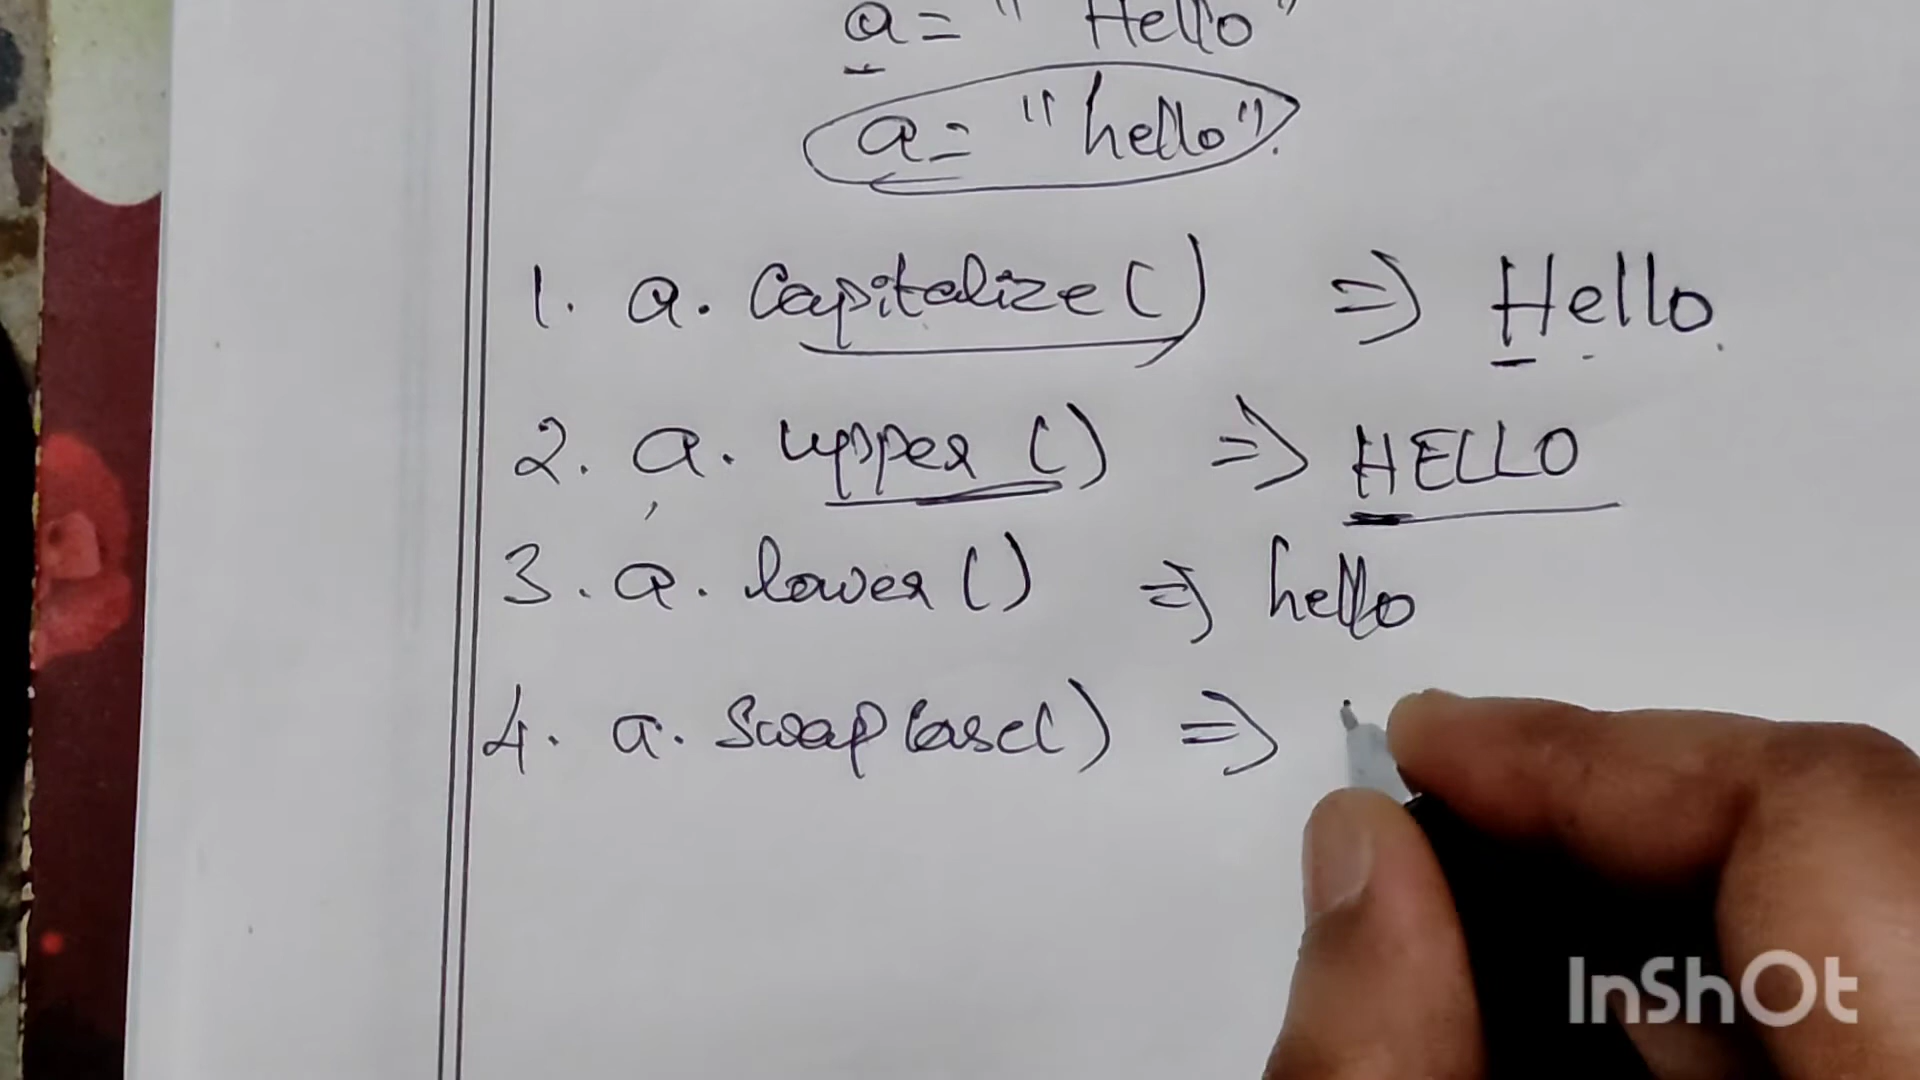 a = " Hello"
a = "hello".
1. a. Capitalize() => Hello.
2. a. upper () => HELLO
3. a. lower () => hello
4. a. Swapcase() =>
InShOt